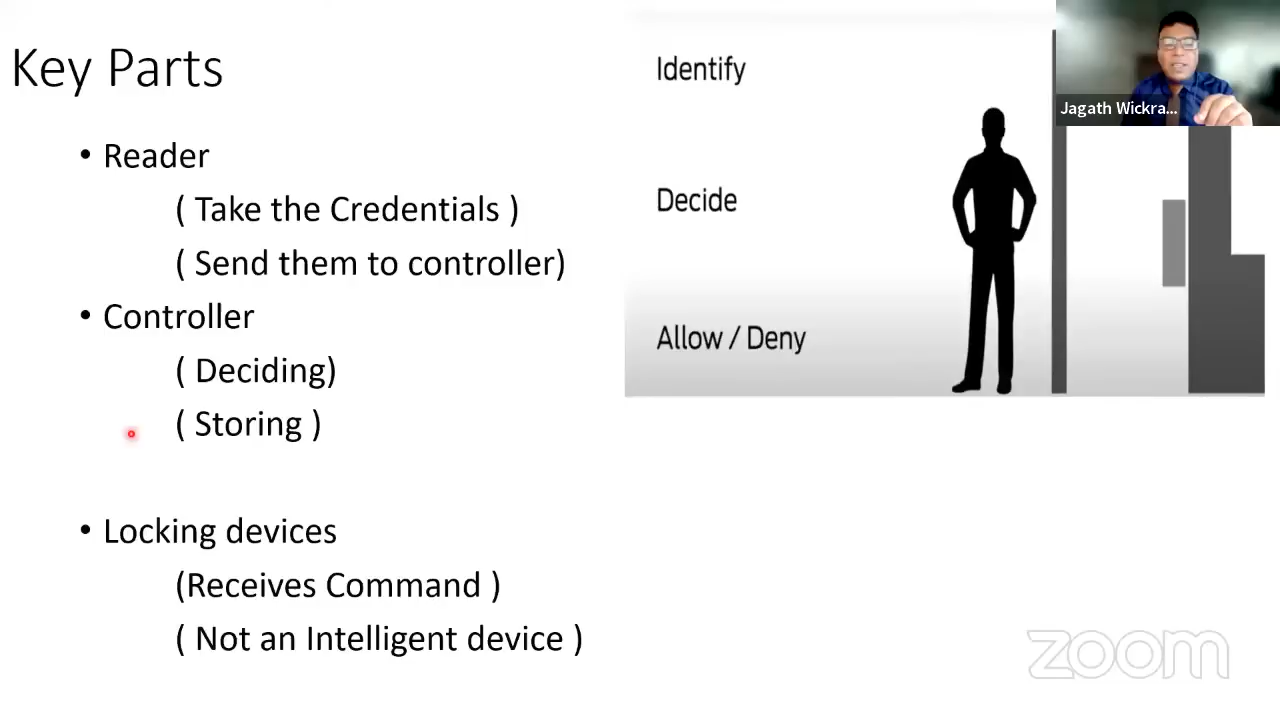 Key Parts
• Reader
( Take the Credentials )
( Send them to controller)
• Controller
( Deciding)
( Storing )
• Locking devices
(Receives Command )
( Not an Intelligent device )
Identify
Decide
Allow / Deny
Jagath Wickra...
zoom